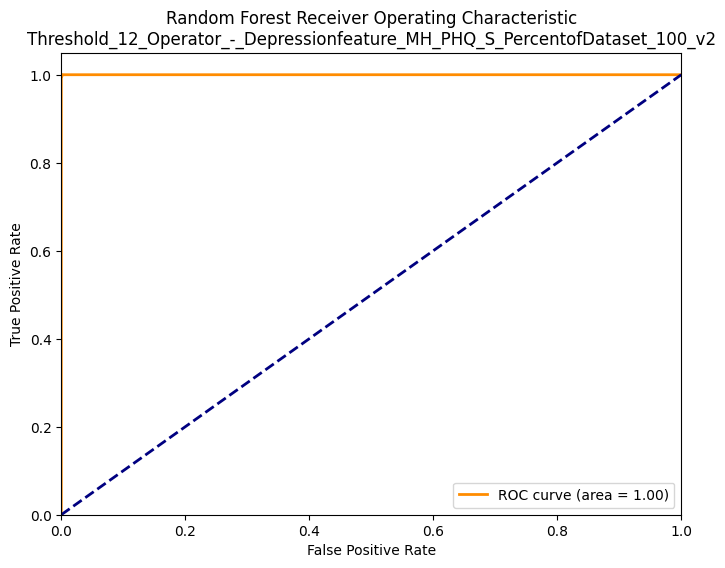 Random Forest Receiver Operating Characteristic
Threshold_12_Operator_-_Depressionfeature_MH_PHQ_S_PercentofDataset_100_v2
1.0
0.8
0.6
0.4
0.2
0.0
True Positive Rate
ROC curve (area = 1.00)
0.0 0.2 0.4 0.6 0.8 1.0
False Positive Rate